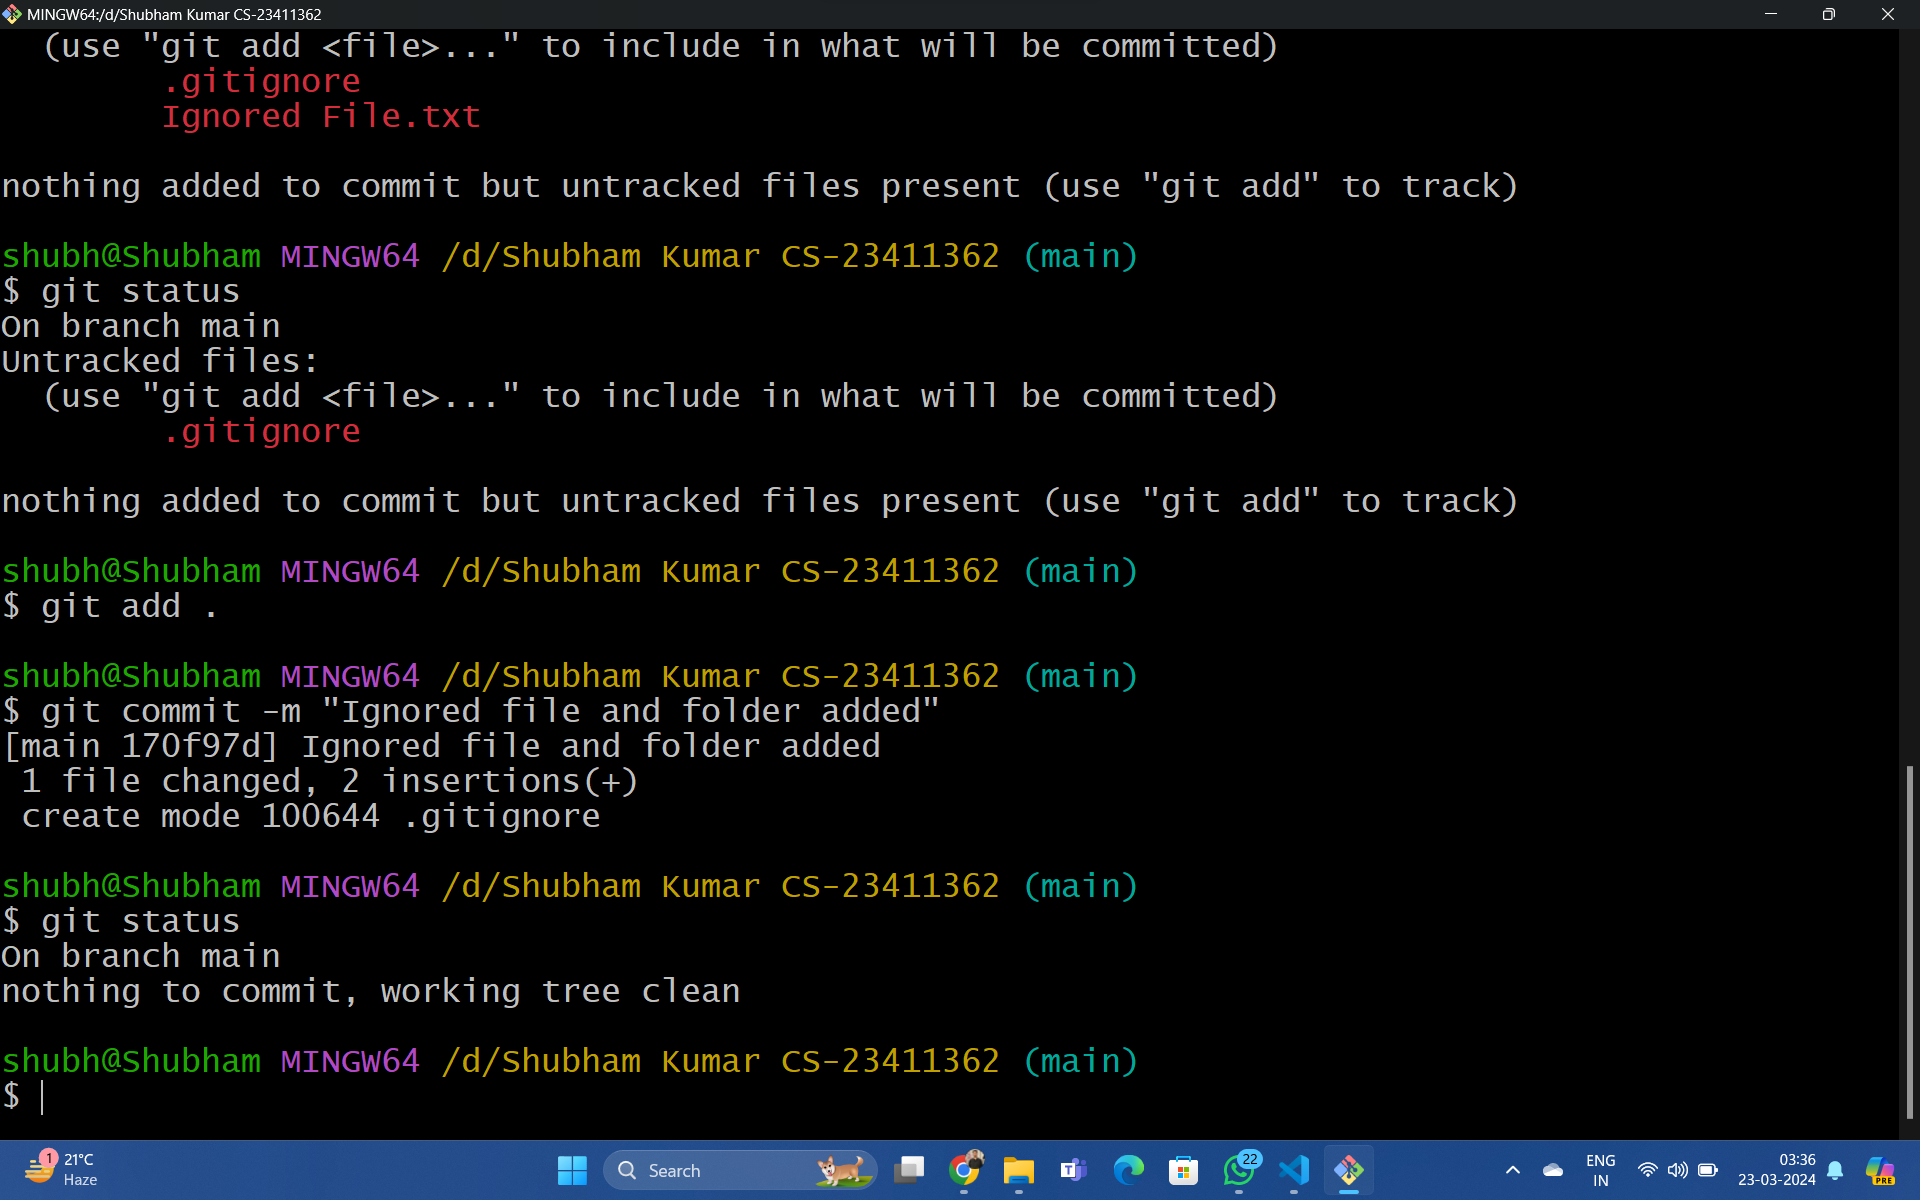 MINGW64:/d/Shubham Kumar CS-23411362
(use "git add <file>..." to include in what will be committed)
.gitignore
Ignored File.txt
nothing added to commit but untracked files present (use "git add" to track)
shubh@Shubham MINGW64 /d/Shubham Kumar CS-23411362 (main)
$ git status
On branch main
Untracked files:
(use "git add <file>..." to include in what will be committed)
.gitignore
nothing added to commit but untracked files present (use "git add" to track)
shubh@Shubham MINGW64 /d/Shubham Kumar CS-23411362 (main)
$ git add .
shubh@Shubham MINGW64 /d/Shubham Kumar CS-23411362 (main)
$ git commit -m "Ignored file and folder added"
[main 170f97d] Ignored file and folder added
1 file changed, 2 insertions(+)
create mode 100644 .gitignore
shubh@Shubham MINGW64 /d/Shubham Kumar CS-23411362 (main)
$ git status
On branch main
nothing to commit, working tree clean
shubh@Shubham MINGW64 /d/Shubham Kumar CS-23411362 (main)
$
1
21°C
Haze
Search
22
ENG
IN
03:36
23-03-2024
PRE